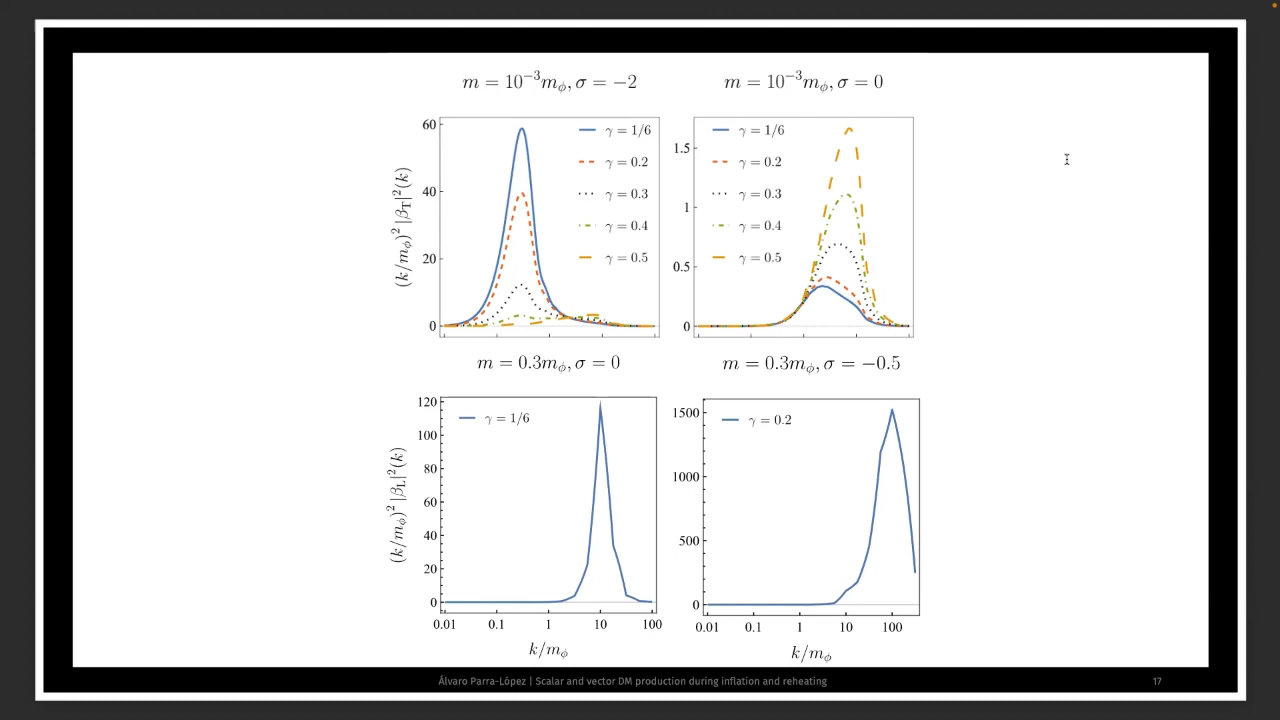 m = 10⁻³m_ϕ, σ = −2
m = 10⁻³m_ϕ, σ = 0
(k/m_ϕ)² |β_T|²(k)
60
40
20
0
γ = 1/6
γ = 0.2
γ = 0.3
γ = 0.4
γ = 0.5
1.5
1
0.5
0
γ = 1/6
γ = 0.2
γ = 0.3
γ = 0.4
γ = 0.5
m = 0.3m_ϕ, σ = 0
m = 0.3m_ϕ, σ = −0.5
(k/m_ϕ)² |β_L|²(k)
120
100
80
60
40
20
0
γ = 1/6
0.01 0.1 1 10 100
k/m_ϕ
1500
1000
500
0
γ = 0.2
0.01 0.1 1 10 100
k/m_ϕ
Álvaro Parra-López | Scalar and vector DM production during inflation and reheating
17